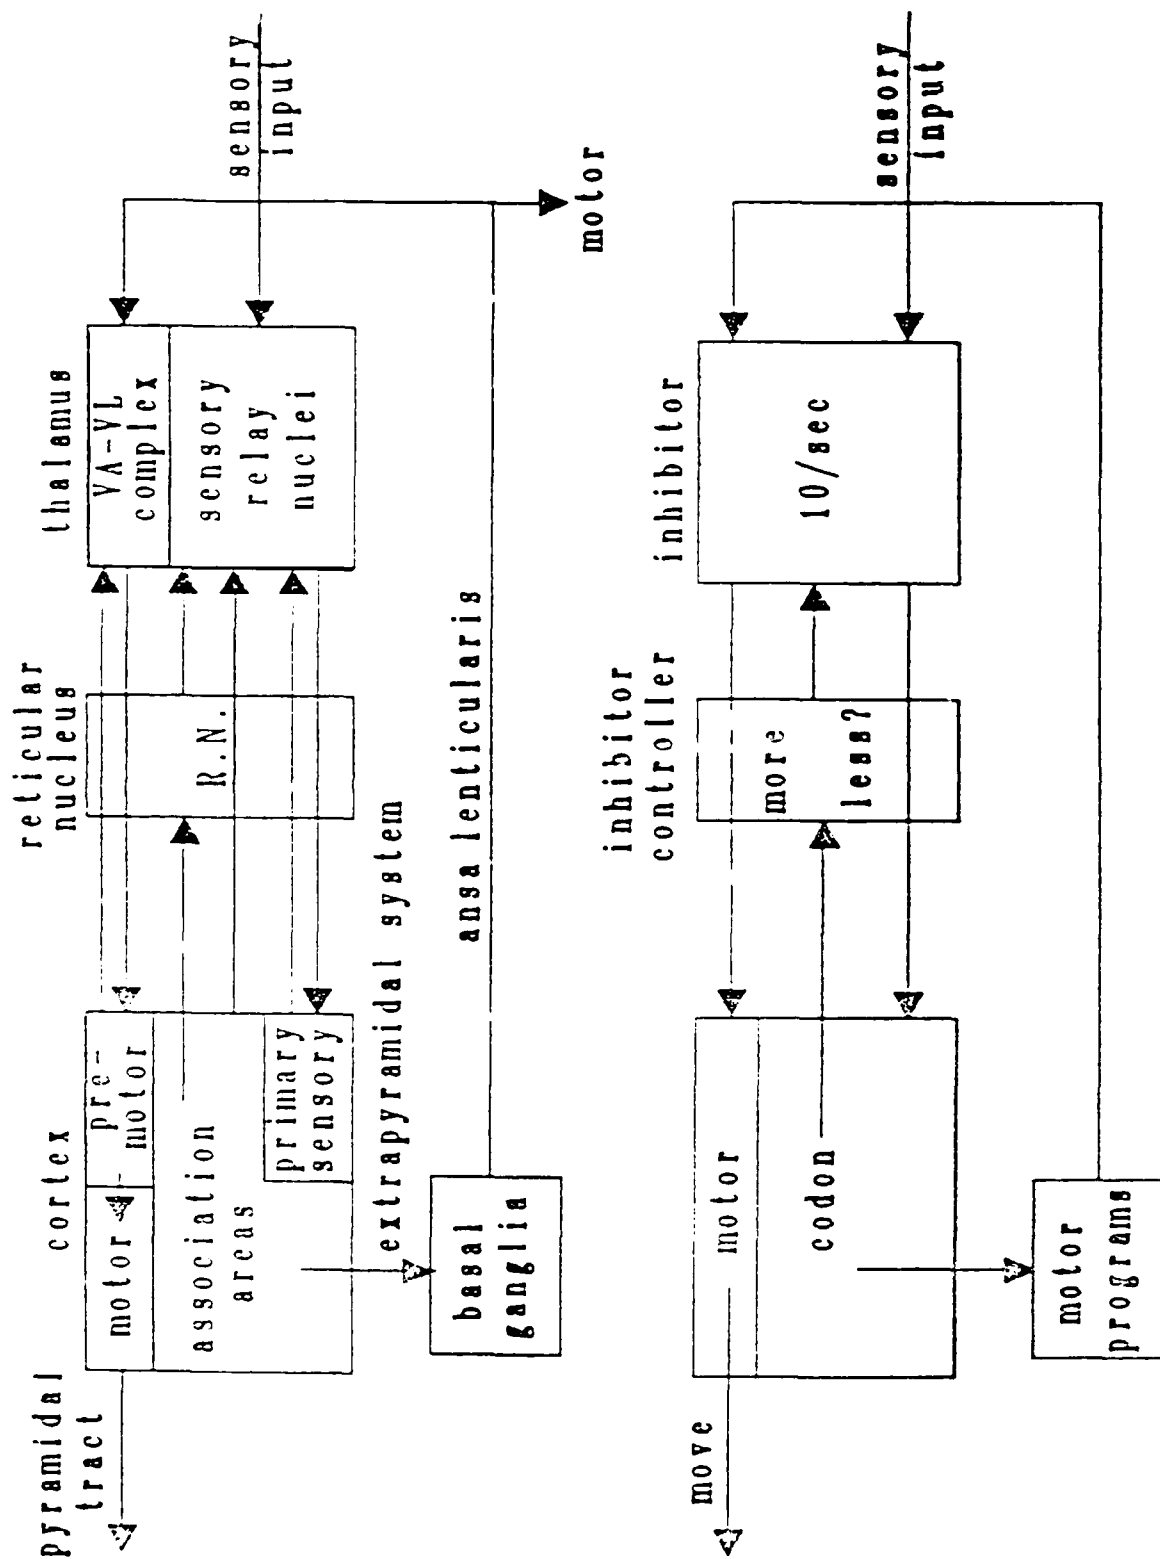 pyramidal
tract
cortex
motor
pre-
motor
association
areas
primary
sensory
reticular
nucleus
R.N.
thalamus
VA-VL
complex
sensory
relay
nuclei
sensory
input
extrapyramidal system
basal
ganglia
ansa lenticularis
motor
move
motor
codon
inhibitor
controller
more
less?
inhibitor
10/sec
sensory
input
motor
programs